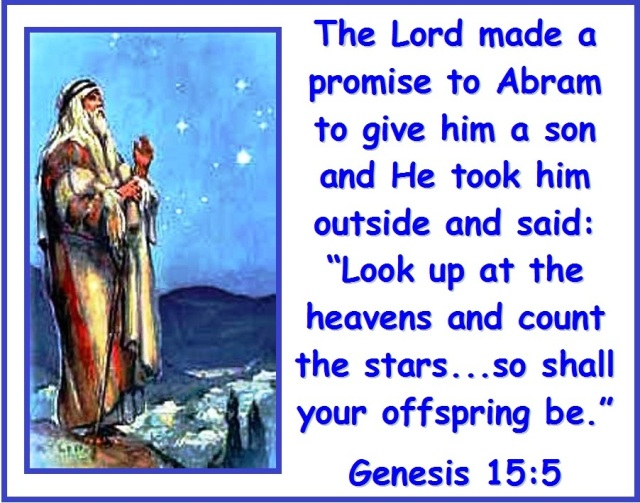 The Lord made a
promise to Abram
to give him a son
and He took him
outside and said:
“Look up at the
heavens and count
the stars...so shall
your offspring be.”
Genesis 15:5